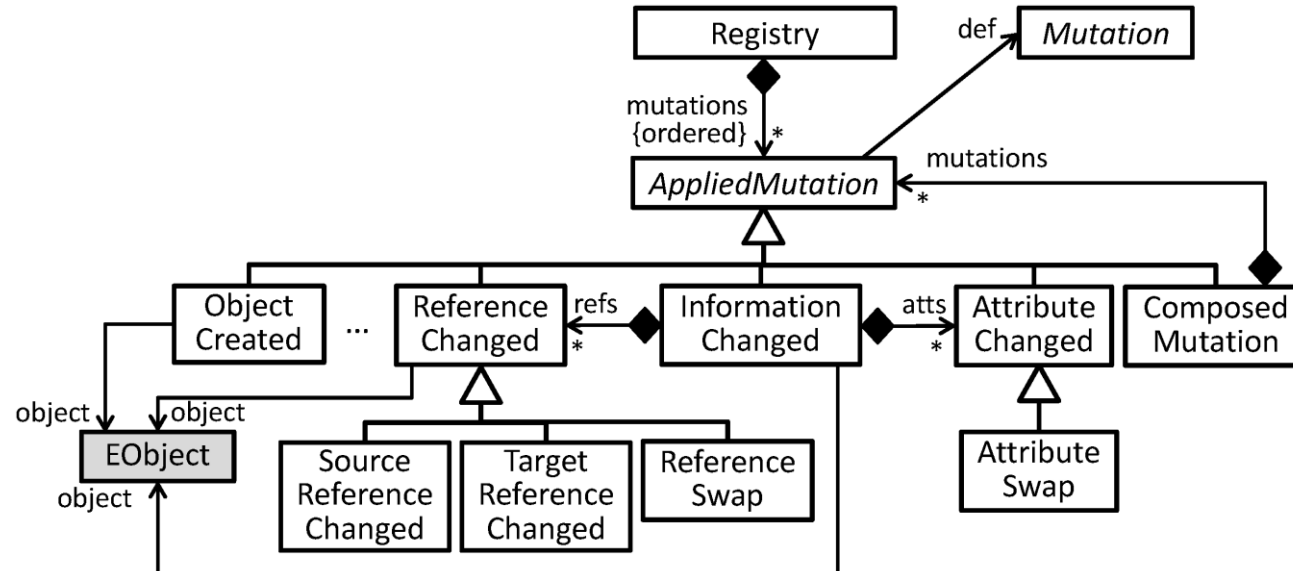 Registry
def
Mutation
mutations
{ordered}
*
AppliedMutation
mutations
*
Object
Created
...
Reference
Changed
refs
*
Information
Changed
atts
*
Attribute
Changed
Composed
Mutation
object
object
EObject
object
Source
Reference
Changed
Target
Reference
Changed
Reference
Swap
Attribute
Swap